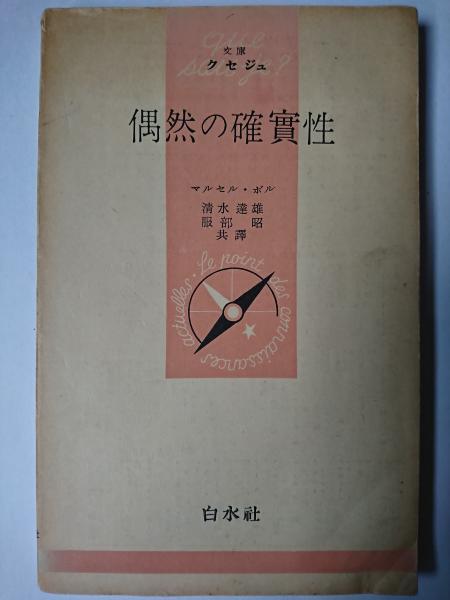 que
sais-je?
文庫
クセジュ
偶然の確實性
マルセル・ボル
清水達雄
服部昭
共譯
Le point des connaissances actuelles.
白水社